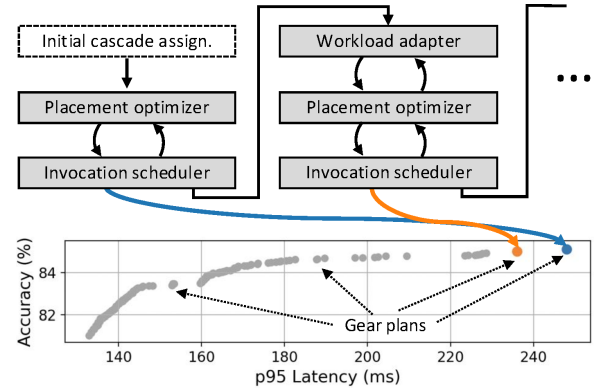 Initial cascade assign.
Workload adapter
Placement optimizer
Placement optimizer
...
Invocation scheduler
Invocation scheduler
Accuracy (%)
84
82
Gear plans
140
160
180
200
220
240
p95 Latency (ms)